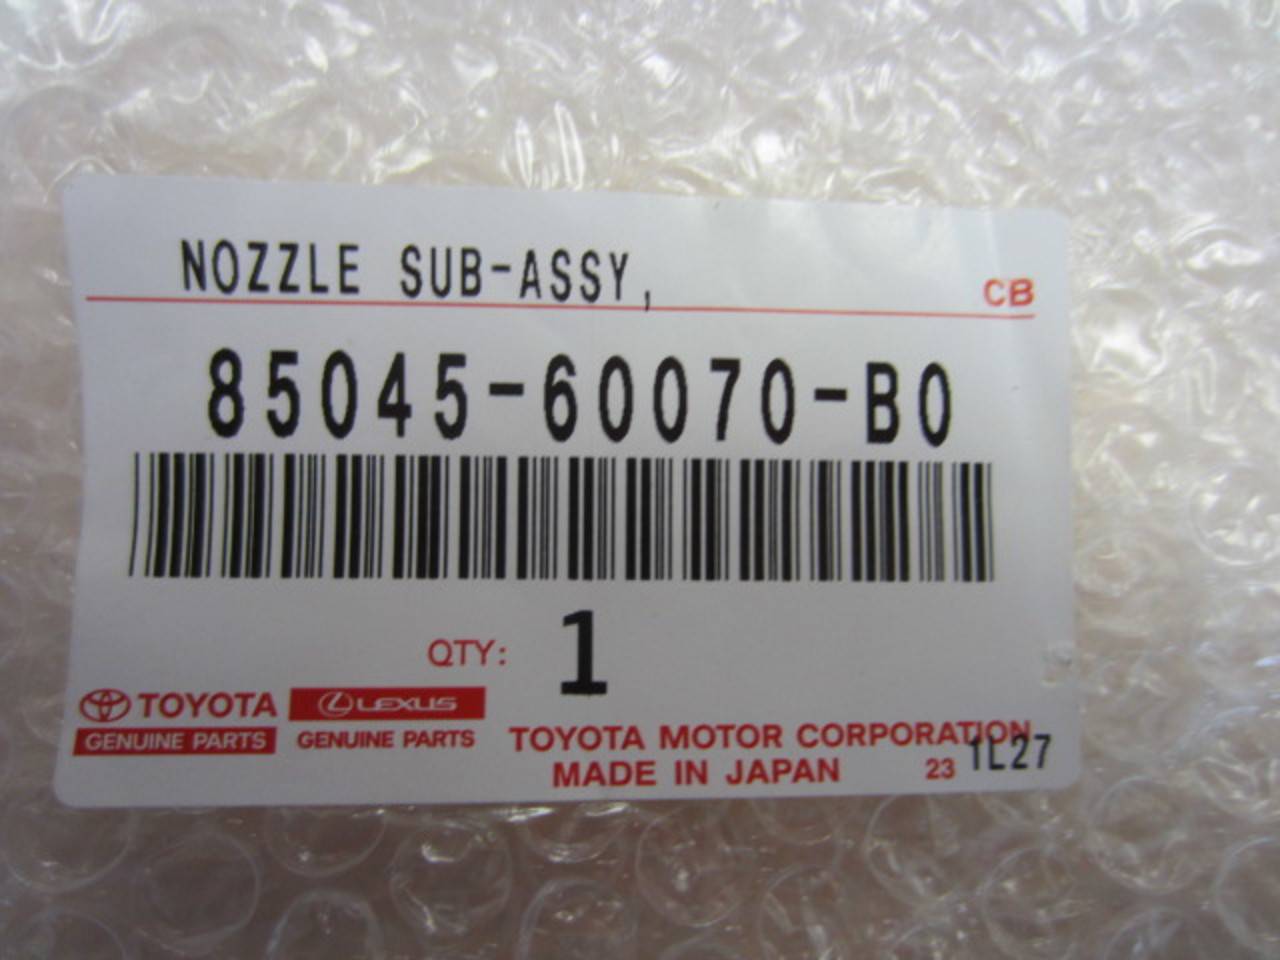 NOZZLE SUB-ASSY,
CB
85045-60070-B0
QTY: 1
TOYOTA LEXUS
GENUINE PARTS GENUINE PARTS
TOYOTA MOTOR CORPORATION
MADE IN JAPAN 23 1L27